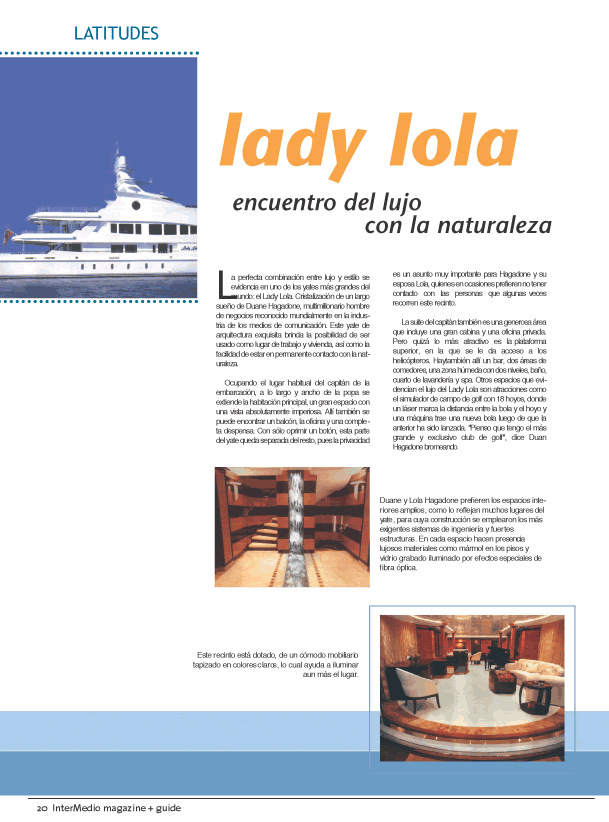 LATITUDES
lady lola
encuentro del lujo
con la naturaleza
La perfecta combinación entre lujo y estilo se
evidencia en uno de los yates más grandes del
mundo: el Lady Lola. Cristalización de un largo
sueño de Duane Hagadone, multimillonario hombre
de negocios reconocido mundialmente en la indus-
tria de los medios de comunicación. Este yate de
arquitectura exquisita brinda la posibilidad de ser
usado como lugar de trabajo y vivienda, así como la
facilidad de estar en permanente contacto con la nat-
uraleza.
Ocupando el lugar habitual del capitán de la
embarcación, a lo largo y ancho de la popa se
extiende la habitación principal, un gran espacio con
una vista absolutamente imperiosa. Allí también se
puede encontrar un balcón, la oficina y una comple-
ta despensa. Con sólo oprimir un botón, esta parte
del yate queda separada del resto, pues la privacidad
es un asunto muy importante para Hagadone y su
esposa Lola, quienes en ocasiones prefieren no tener
contacto con las personas que algunas veces
recorren este recinto.
La suite del capitán también es una generosa área
que incluye una gran cabina y una oficina privada.
Pero quizá lo más atractivo es la plataforma
superior, en la que se le da acceso a los
helicópteros. Hay también allí un bar, dos áreas de
comedores, una zona húmeda con dos niveles, baño,
cuarto de lavandería y spa. Otros espacios que evi-
dencian el lujo del Lady Lola son atracciones como
el simulador de campo de golf con 18 hoyos, donde
un láser marca la distancia entre la bola y el hoyo y
una máquina trae una nueva bola luego de que la
anterior ha sido lanzada. "Pienso que tengo el más
grande y exclusivo club de golf", dice Duan
Hagadone bromeando.
Duane y Lola Hagadone prefieren los espacios inte-
riores amplios, como lo reflejan muchos lugares del
yate, para cuya construcción se emplearon los más
exigentes sistemas de ingeniería y fuertes
estructuras. En cada espacio hacen presencia
lujosos materiales como mármol en los pisos y
vidrio grabado iluminado por efectos especiales de
fibra óptica.
Este recinto está dotado, de un cómodo mobiliario
tapizado en colores claros, lo cual ayuda a iluminar
aun más el lugar.
20 InterMedio magazine + guide